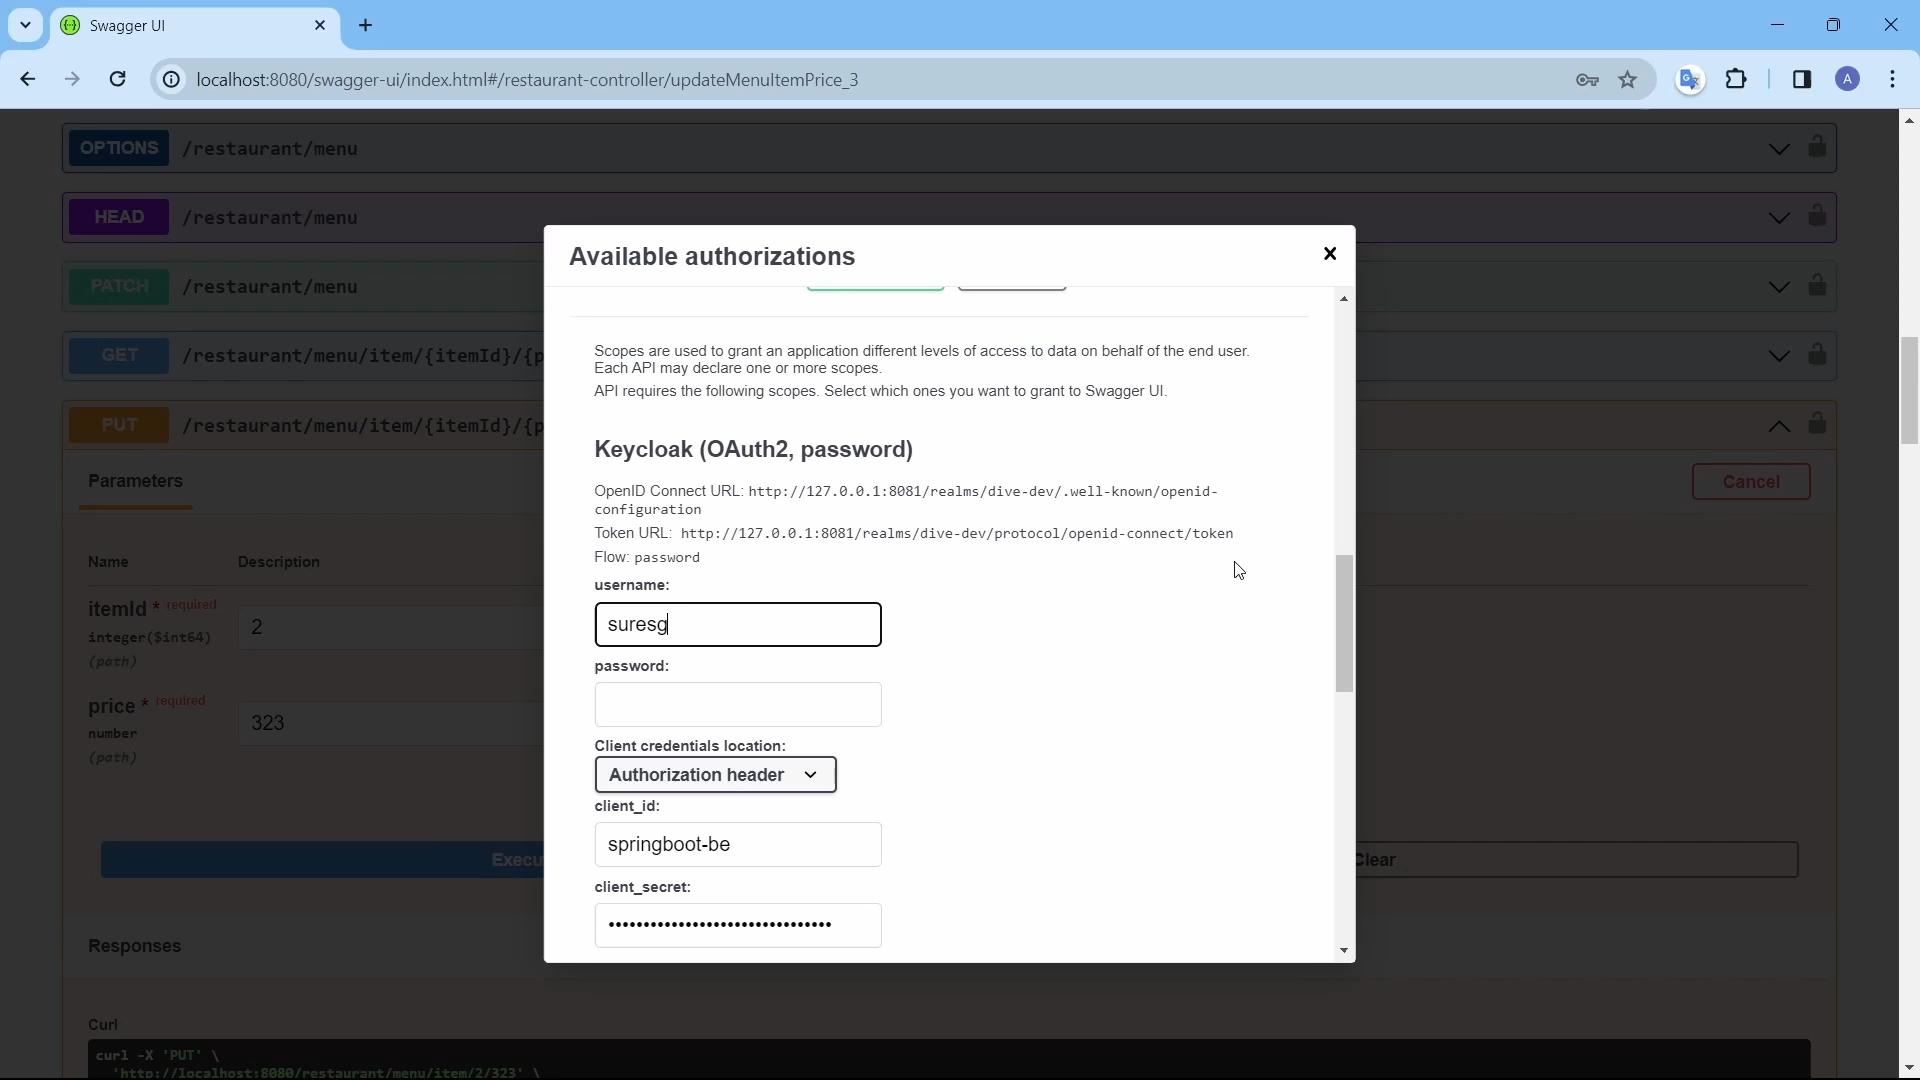 Swagger UI
localhost:8080/swagger-ui/index.html#/restaurant-controller/updateMenuItemPrice_3
A
OPTIONS /restaurant/menu
HEAD /restaurant/menu
PATCH /restaurant/menu
GET /restaurant/menu/item/{itemId}/{p
PUT /restaurant/menu/item/{itemId}/{p
Parameters
Cancel
Name Description
itemId * required
integer($int64)
(path)
2
price * required
number
(path)
323
Execu
Clear
Responses
Curl
curl -X 'PUT' \
'http://localhost:8080/restaurant/menu/item/2/323' \
Available authorizations
Scopes are used to grant an application different levels of access to data on behalf of the end user.
Each API may declare one or more scopes.
API requires the following scopes. Select which ones you want to grant to Swagger UI.
Keycloak (OAuth2, password)
OpenID Connect URL: http://127.0.0.1:8081/realms/dive-dev/.well-known/openid-
configuration
Token URL: http://127.0.0.1:8081/realms/dive-dev/protocol/openid-connect/token
Flow: password
username:
suresg
password:
Client credentials location:
Authorization header
client_id:
springboot-be
client_secret:
••••••••••••••••••••••••••••••••